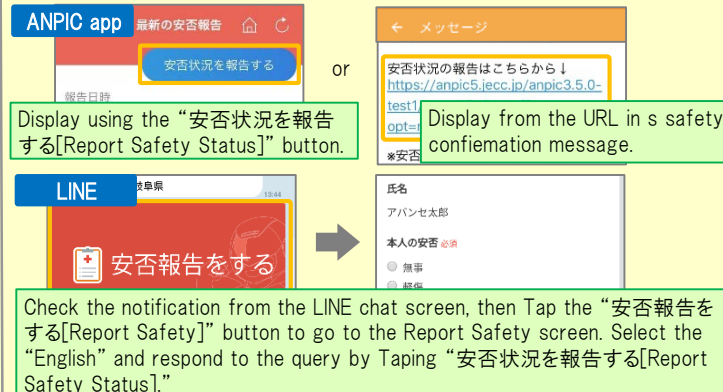 ANPIC app
最新の安否報告
安否状況を報告する
報告日時
Display using the “安否状況を報告
する[Report Safety Status]” button.
or
← メッセージ
安否状況の報告はこちらから↓
https://anpic5.jecc.jp/anpic3.5.0-
test1
opt=
※安否
Display from the URL in s safety
confiemation message.
LINE
阜県
13:44
安否報告をする
氏名
アバンセ太郎
本人の安否 必須
無事
軽傷
Check the notification from the LINE chat screen, then Tap the “安否報告を
する[Report Safety]” button to go to the Report Safety screen. Select the
“English” and respond to the query by Taping “安否状況を報告する[Report
Safety Status].”